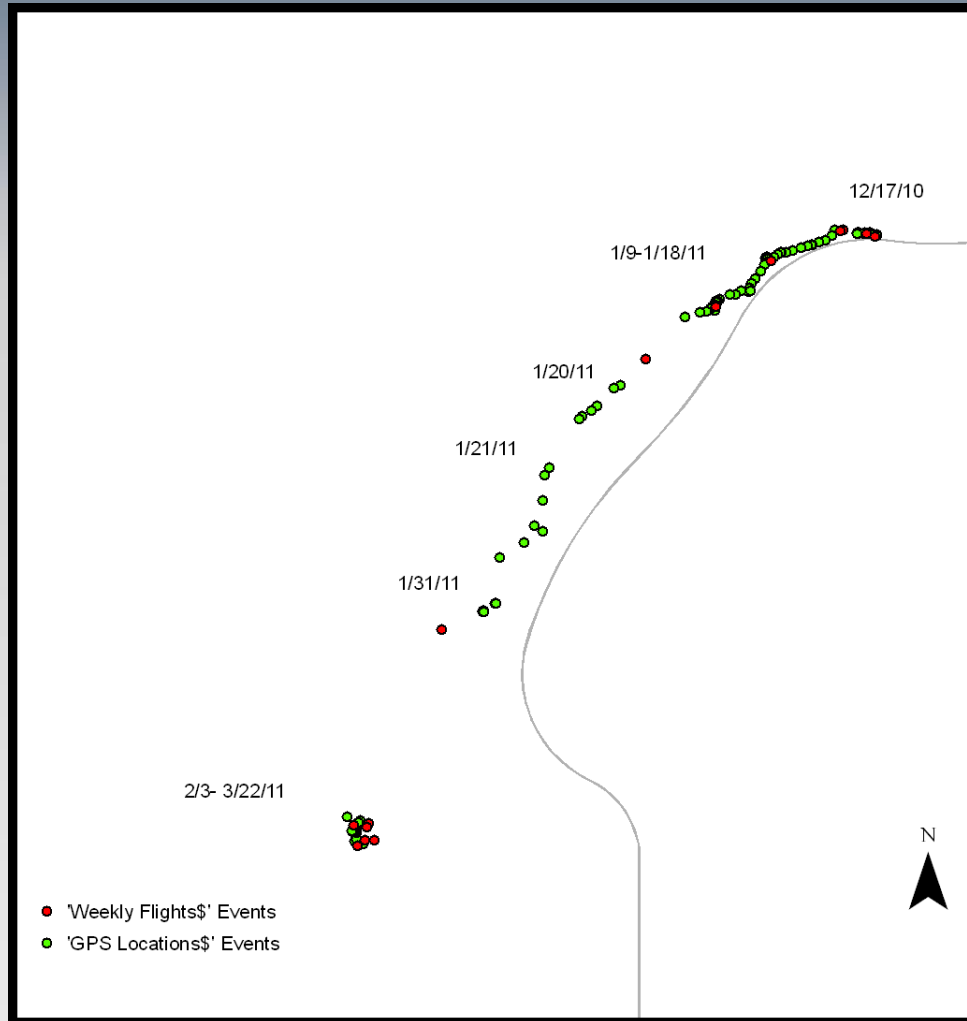 12/17/10
1/9-1/18/11
1/20/11
1/21/11
1/31/11
2/3- 3/22/11
N
'Weekly Flights$' Events
'GPS Locations$' Events